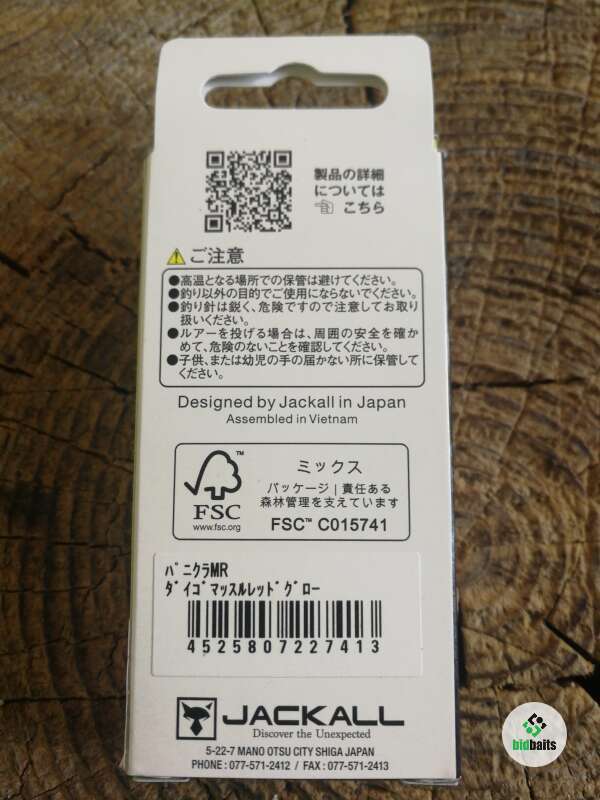 製品の詳細
については
こちら
ご注意
●高温となる場所での保管は避けてください。
●釣り以外の目的でご使用にならないでください。
●釣り針は鋭く、危険ですので注意してお取り
扱いください。
●ルアーを投げる場合は、周囲の安全を確か
めて、危険のないことを確認してください。
●子供、または幼児の手の届かない所に保管して
ください。
Designed by Jackall in Japan
Assembled in Vietnam
FSC™
www.fsc.org
ミックス
パッケージ | 責任ある
森林管理を支えています
FSC™ C015741
ﾊﾟﾆｸﾗMR
ﾀﾞｲｺﾞﾏｯｽﾙﾚｯﾄﾞｸﾞﾛｰ
4525807227413
JACKALL
Discover the Unexpected
5-22-7 MANO OTSU CITY SHIGA JAPAN
PHONE : 077-571-2412 / FAX : 077-571-2413
bidbaits